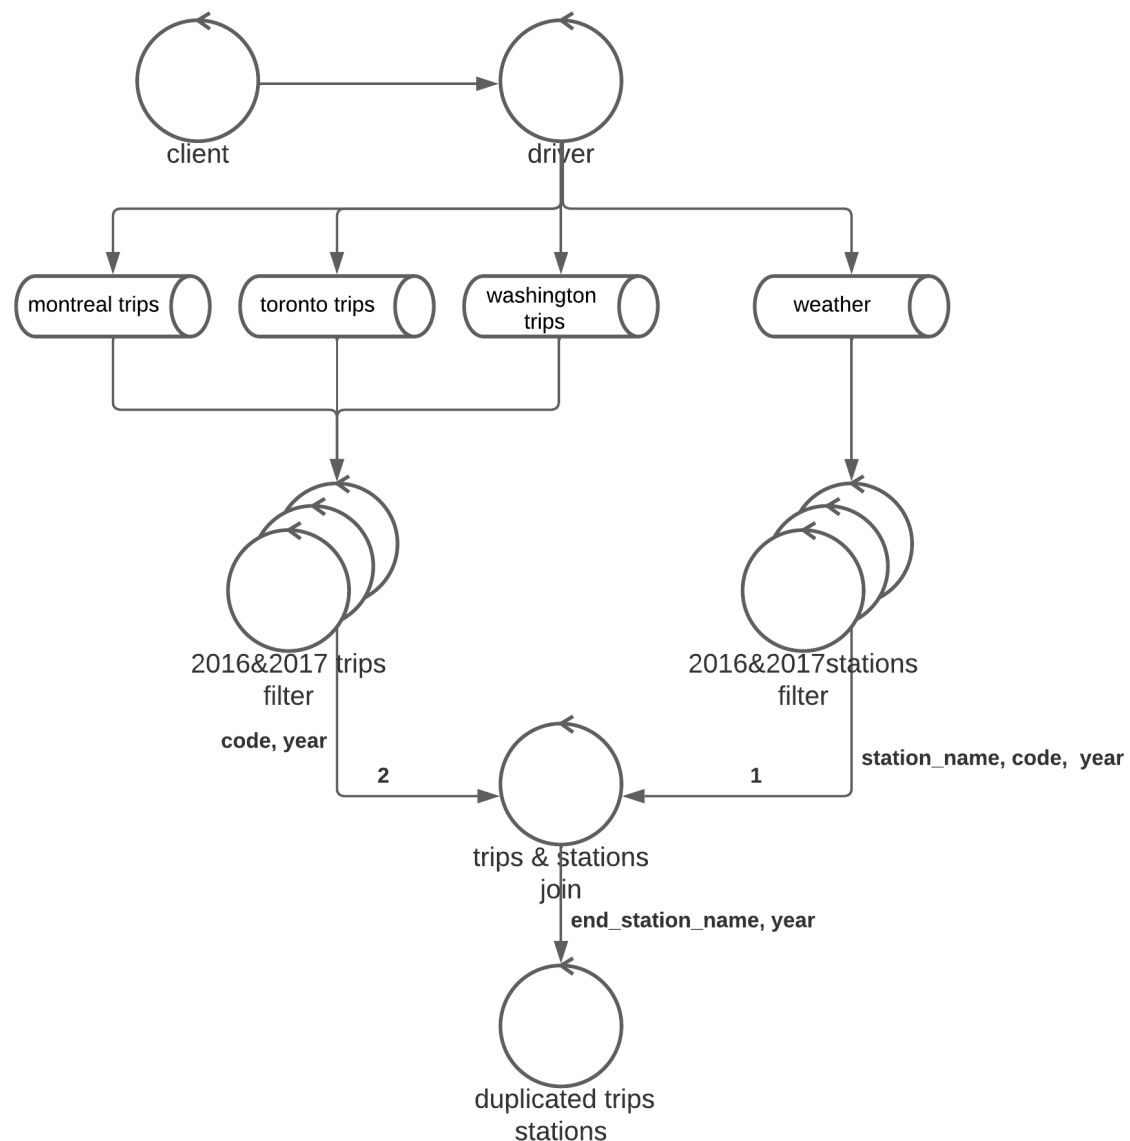 client
driver
montreal trips
toronto trips
washington
trips
weather
2016&2017 trips
filter
2016&2017stations
filter
code, year
station_name, code,  year
2
1
trips & stations
join
end_station_name, year
duplicated trips
stations